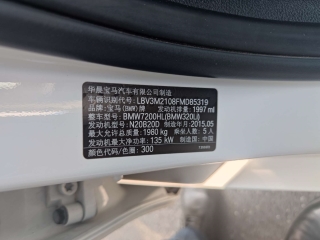 华晨宝马汽车有限公司制造
车辆识别代号：LBV3M2108FMD85319
品牌：宝马(BMW)牌 发动机排量：1997 ml
整车型号：BMW7200HL(BMW320Li)
发动机型号：N20B20D 制造年月：2015.05
最大允许总质量：1980 kg 乘坐人数：5 人
发动机最大净功率：135 kW 制造国：中国
颜色代码/色漆：300